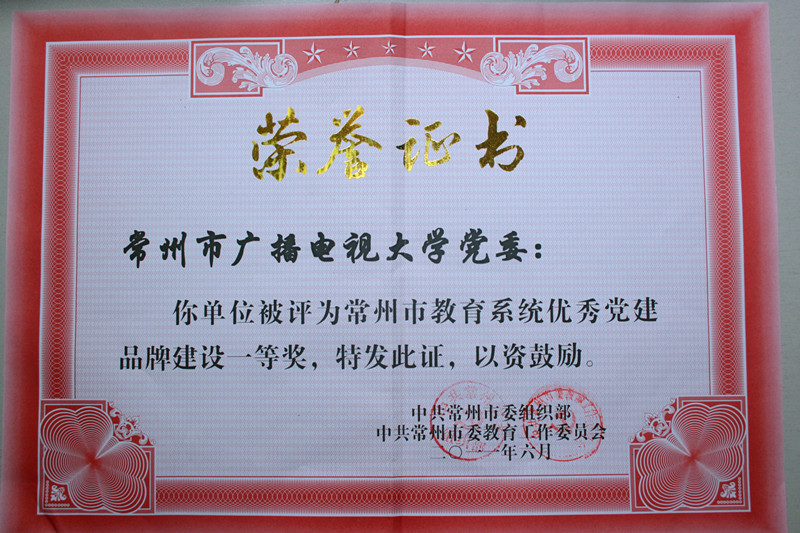 荣誉证书
常州市广播电视大学党委：
你单位被评为常州市教育系统优秀党建
品牌建设一等奖，特发此证，以资鼓励。
中共常州市委组织部
中共常州市委教育工作委员会
二〇一一年六月